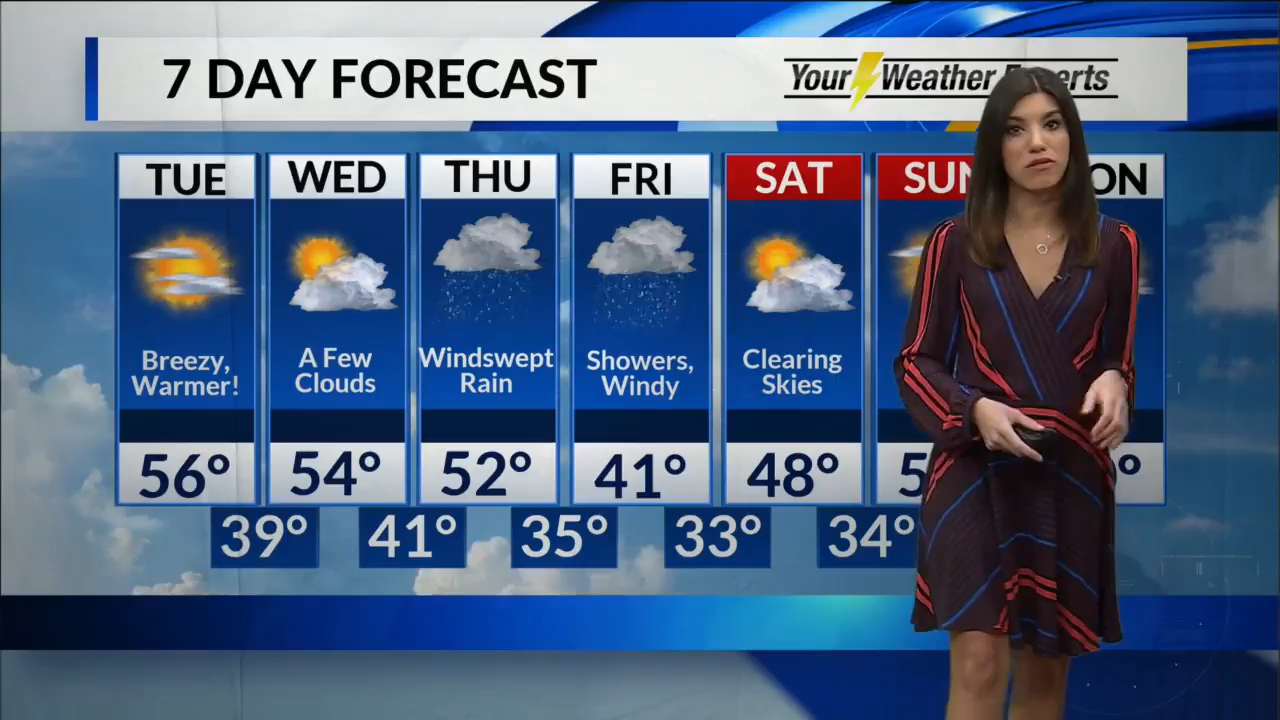 7 DAY FORECAST
Your Weather
TUE WED THU FRI SAT
Breezy,
Warmer!
A Few
Clouds
Windswept
Rain
Showers,
Windy
Clearing
Skies
56° 54° 52° 41° 48°
39° 41° 35° 33° 34°